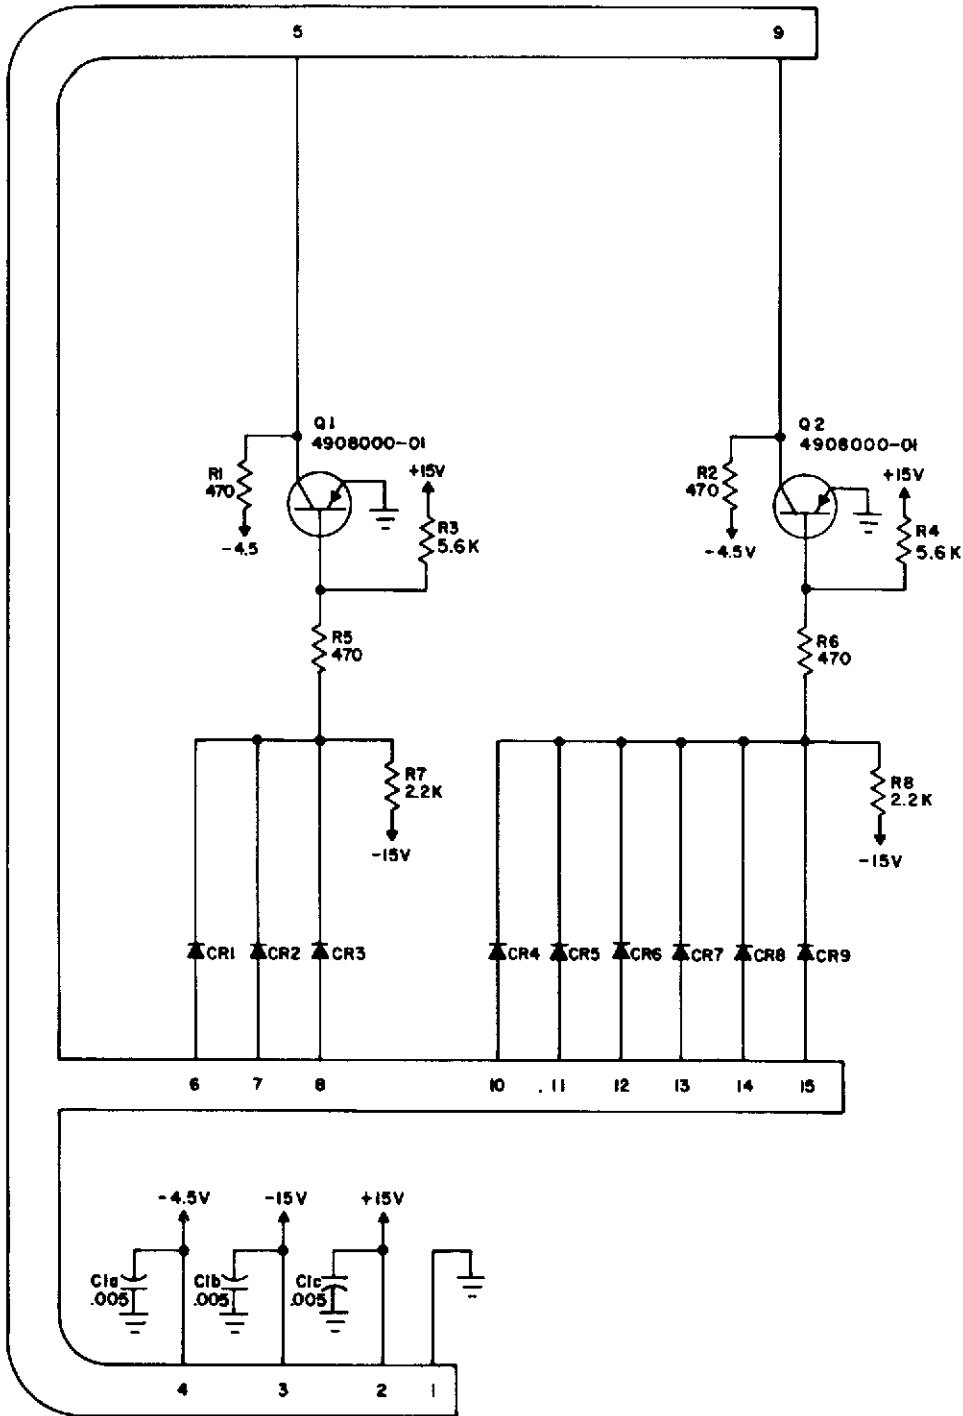 5
9
Q1
4908000-01
R1
470
-4.5
+15V
R3
5.6K
R5
470
R7
2.2K
-15V
Q2
4908000-01
R2
470
-4.5V
+15V
R4
5.6K
R6
470
R8
2.2K
-15V
CR1
CR2
CR3
CR4
CR5
CR6
CR7
CR8
CR9
6
7
8
10
11
12
13
14
15
-4.5V
-15V
+15V
C1a
.005
C1b
.005
C1c
.005
4
3
2
1